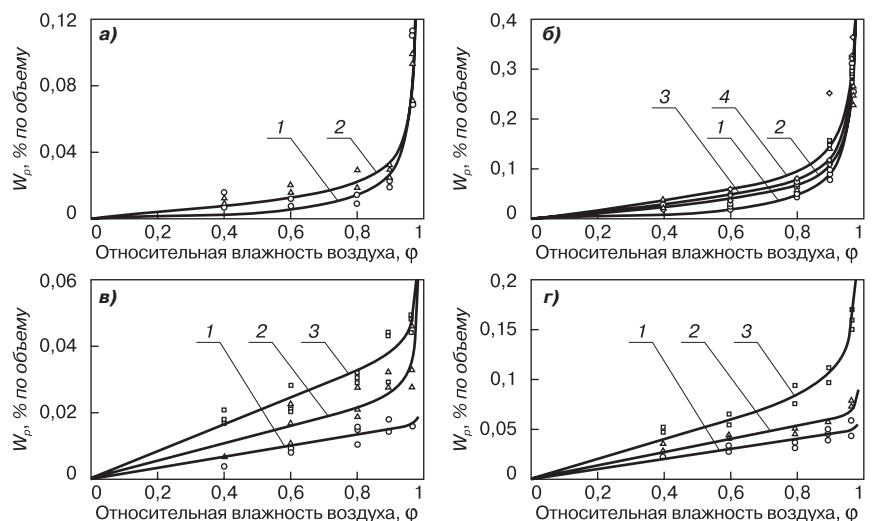 а)
Wр, % по объему
0,12
0,08
0,04
0
1
2
0 0,2 0,4 0,6 0,8 1
Относительная влажность воздуха, φ
б)
Wр, % по объему
0,4
0,3
0,2
0,1
0
3
4
1
2
0 0,2 0,4 0,6 0,8 1
Относительная влажность воздуха, φ
в)
Wр, % по объему
0,06
0,04
0,02
0
1
2
3
0 0,2 0,4 0,6 0,8 1
Относительная влажность воздуха, φ
г)
Wр, % по объему
0,2
0,15
0,1
0,05
0
1
2
3
0 0,2 0,4 0,6 0,8 1
Относительная влажность воздуха, φ